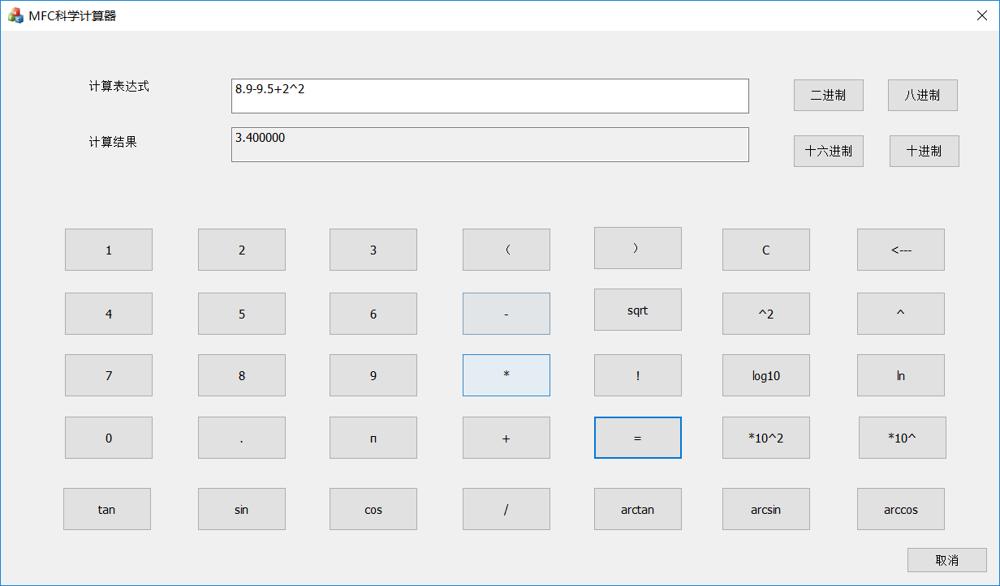 MFC科学计算器
计算表达式 8.9-9.5+2^2 二进制 八进制
计算结果 3.400000 十六进制 十进制
1 2 3 （ ） C <---
4 5 6 - sqrt ^2 ^
7 8 9 * ! log10 ln
0 . п + = *10^2 *10^
tan sin cos / arctan arcsin arccos
取消